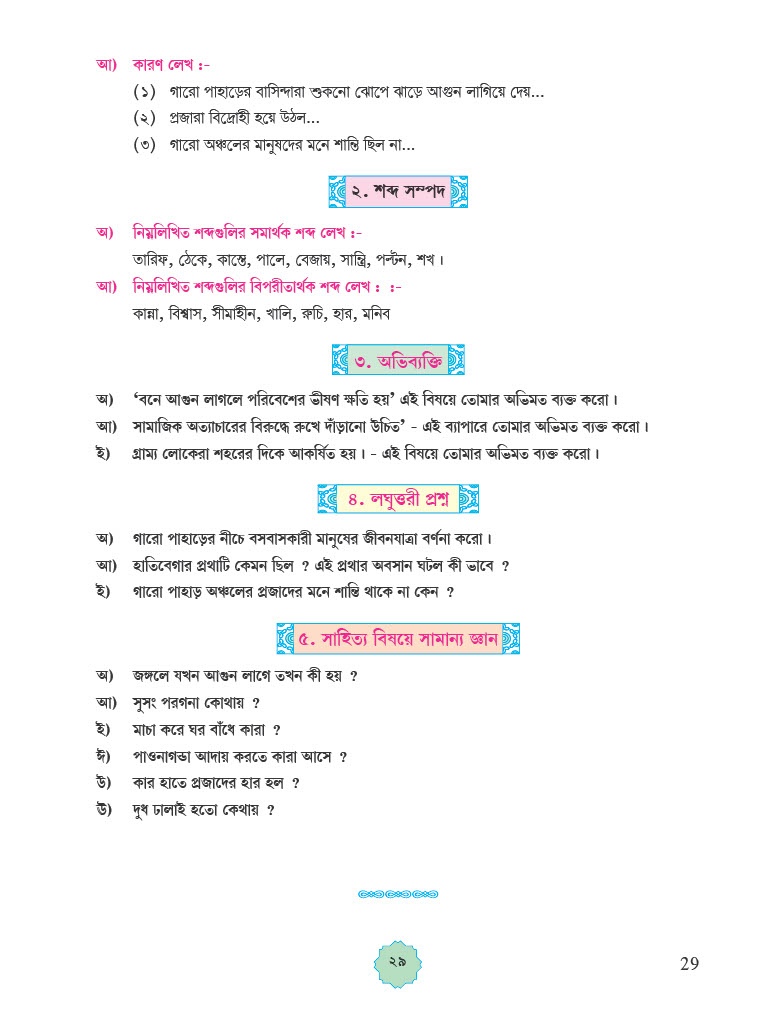 আ) কারণ লেখ :-
(১) গারো পাহাড়ের বাসিন্দারা শুকনো ঝোপে ঝাড়ে আগুন লাগিয়ে দেয়...
(২) প্রজারা বিদ্রোহী হয়ে উঠল...
(৩) গারো অঞ্চলের মানুষদের মনে শান্তি ছিল না...
২. শব্দ সম্পদ
অ) নিম্নলিখিত শব্দগুলির সমার্থক শব্দ লেখ :-
তারিফ, ঠেকে, কাস্তে, পালে, বেজায়, সান্ত্রি, পল্টন, শখ ।
আ) নিম্নলিখিত শব্দগুলির বিপরীতার্থক শব্দ লেখ : :-
কান্না, বিশ্বাস, সীমাহীন, খালি, রুচি, হার, মনিব
৩. অভিব্যক্তি
অ) ‘বনে আগুন লাগলে পরিবেশের ভীষণ ক্ষতি হয়’ এই বিষয়ে তোমার অভিমত ব্যক্ত করো ।
আ) সামাজিক অত্যাচারের বিরুদ্ধে রুখে দাঁড়ানো উচিত’ - এই ব্যাপারে তোমার অভিমত ব্যক্ত করো ।
ই) গ্রাম্য লোকেরা শহরের দিকে আকর্ষিত হয় । - এই বিষয়ে তোমার অভিমত ব্যক্ত করো ।
৪. লঘুত্তরী প্রশ্ন
অ) গারো পাহাড়ের নীচে বসবাসকারী মানুষের জীবনযাত্রা বর্ণনা করো ।
আ) হাতিবেগার প্রথাটি কেমন ছিল ? এই প্রথার অবসান ঘটল কী ভাবে ?
ই) গারো পাহাড় অঞ্চলের প্রজাদের মনে শান্তি থাকে না কেন ?
৫. সাহিত্য বিষয়ে সামান্য জ্ঞান
অ) জঙ্গলে যখন আগুন লাগে তখন কী হয় ?
আ) সুসং পরগনা কোথায় ?
ই) মাচা করে ঘর বাঁধে কারা ?
ঈ) পাওনাগন্ডা আদায় করতে কারা আসে ?
উ) কার হাতে প্রজাদের হার হল ?
ঊ) দুধ ঢালাই হতো কেথায় ?
২৯
29